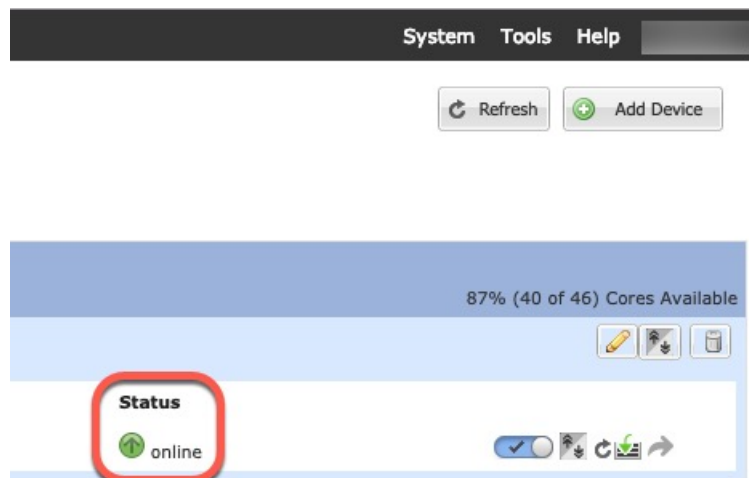 System Tools Help
Refresh Add Device
87% (40 of 46) Cores Available
Status
online